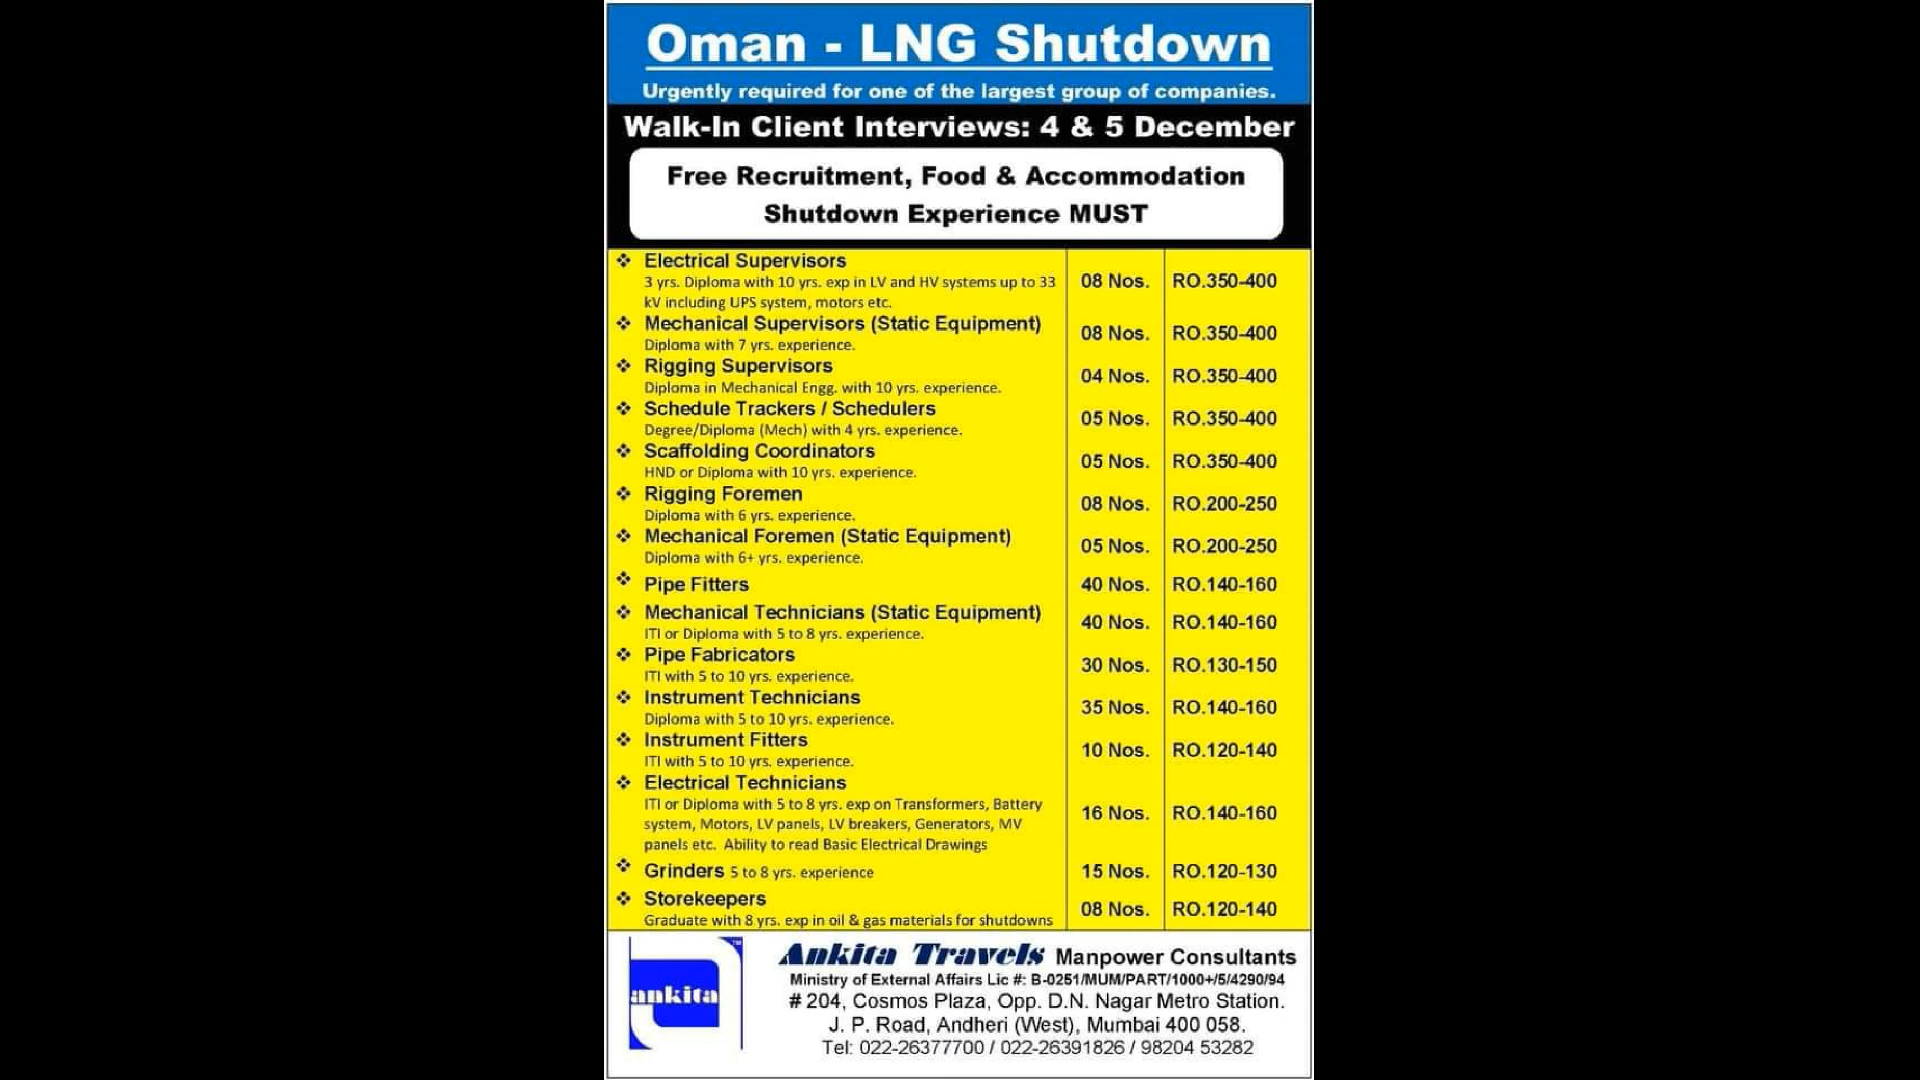 Oman - LNG Shutdown
Urgently required for one of the largest group of companies.
Walk-In Client Interviews: 4 & 5 December
Free Recruitment, Food & Accommodation
Shutdown Experience MUST
❖ Electrical Supervisors
3 yrs. Diploma with 10 yrs. exp in LV and HV systems up to 33
kV including UPS system, motors etc.
08 Nos. RO.350-400
❖ Mechanical Supervisors (Static Equipment)
Diploma with 7 yrs. experience.
08 Nos. RO.350-400
❖ Rigging Supervisors
Diploma in Mechanical Engg. with 10 yrs. experience.
04 Nos. RO.350-400
❖ Schedule Trackers / Schedulers
Degree/Diploma (Mech) with 4 yrs. experience.
05 Nos. RO.350-400
❖ Scaffolding Coordinators
HND or Diploma with 10 yrs. experience.
05 Nos. RO.350-400
❖ Rigging Foremen
Diploma with 6 yrs. experience.
08 Nos. RO.200-250
❖ Mechanical Foremen (Static Equipment)
Diploma with 6+ yrs. experience.
05 Nos. RO.200-250
❖ Pipe Fitters
40 Nos. RO.140-160
❖ Mechanical Technicians (Static Equipment)
ITI or Diploma with 5 to 8 yrs. experience.
40 Nos. RO.140-160
❖ Pipe Fabricators
ITI with 5 to 10 yrs. experience.
30 Nos. RO.130-150
❖ Instrument Technicians
Diploma with 5 to 10 yrs. experience.
35 Nos. RO.140-160
❖ Instrument Fitters
ITI with 5 to 10 yrs. experience.
10 Nos. RO.120-140
❖ Electrical Technicians
ITI or Diploma with 5 to 8 yrs. exp on Transformers, Battery
system, Motors, LV panels, LV breakers, Generators, MV
panels etc. Ability to read Basic Electrical Drawings
16 Nos. RO.140-160
❖ Grinders 5 to 8 yrs. experience
15 Nos. RO.120-130
❖ Storekeepers
Graduate with 8 yrs. exp in oil & gas materials for shutdowns
08 Nos. RO.120-140
TM
ankita
Ankita Travels Manpower Consultants
Ministry of External Affairs Lic #: B-0251/MUM/PART/1000+/5/4290/94
# 204, Cosmos Plaza, Opp. D.N. Nagar Metro Station.
J. P. Road, Andheri (West), Mumbai 400 058.
Tel: 022-26377700 / 022-26391826 / 98204 53282